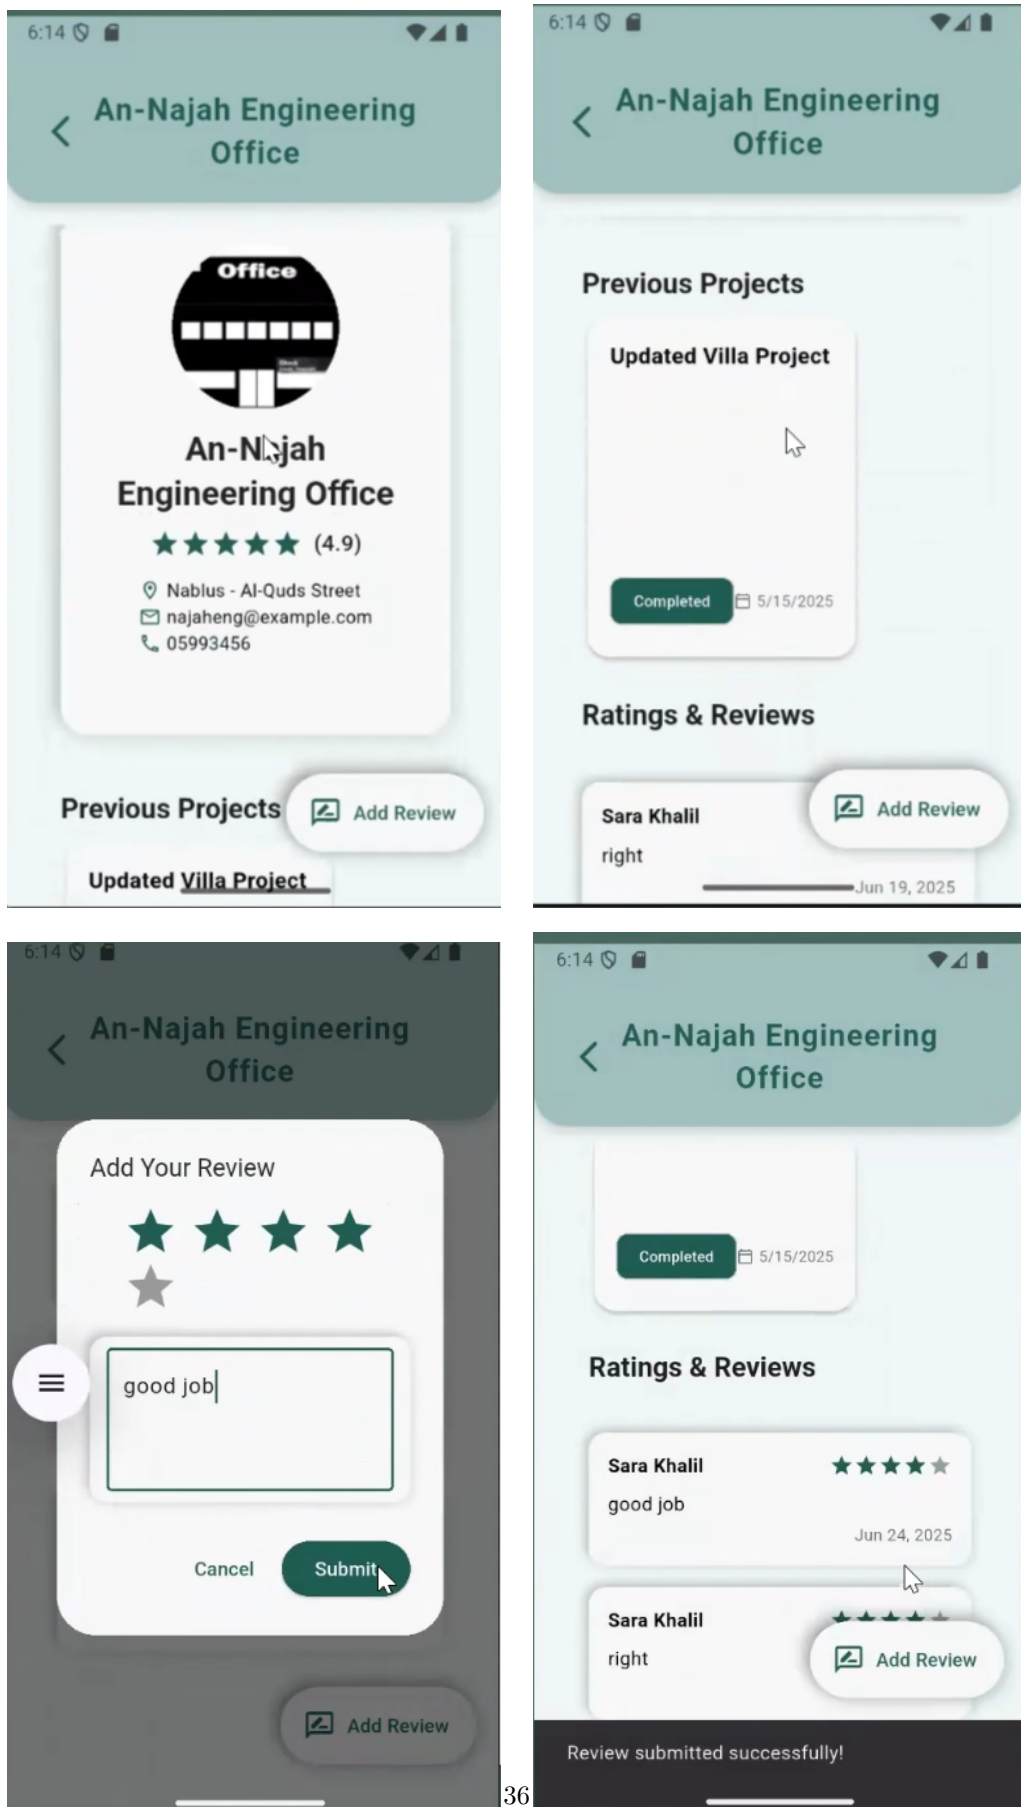 6:14
An-Najah Engineering
Office
Office
An-Najah
Engineering Office
(4.9)
Nablus - Al-Quds Street
najaheng@example.com
05993456
Previous Projects
Add Review
Updated Villa Project
6:14
An-Najah Engineering
Office
Previous Projects
Updated Villa Project
Completed
5/15/2025
Ratings & Reviews
Sara Khalil
right
Add Review
Jun 19, 2025
6:14
An-Najah Engineering
Office
Add Your Review
good job
Cancel
Submit
Add Review
6:14
An-Najah Engineering
Office
Completed
5/15/2025
Ratings & Reviews
Sara Khalil
good job
Jun 24, 2025
Sara Khalil
right
Add Review
Review submitted successfully!
36